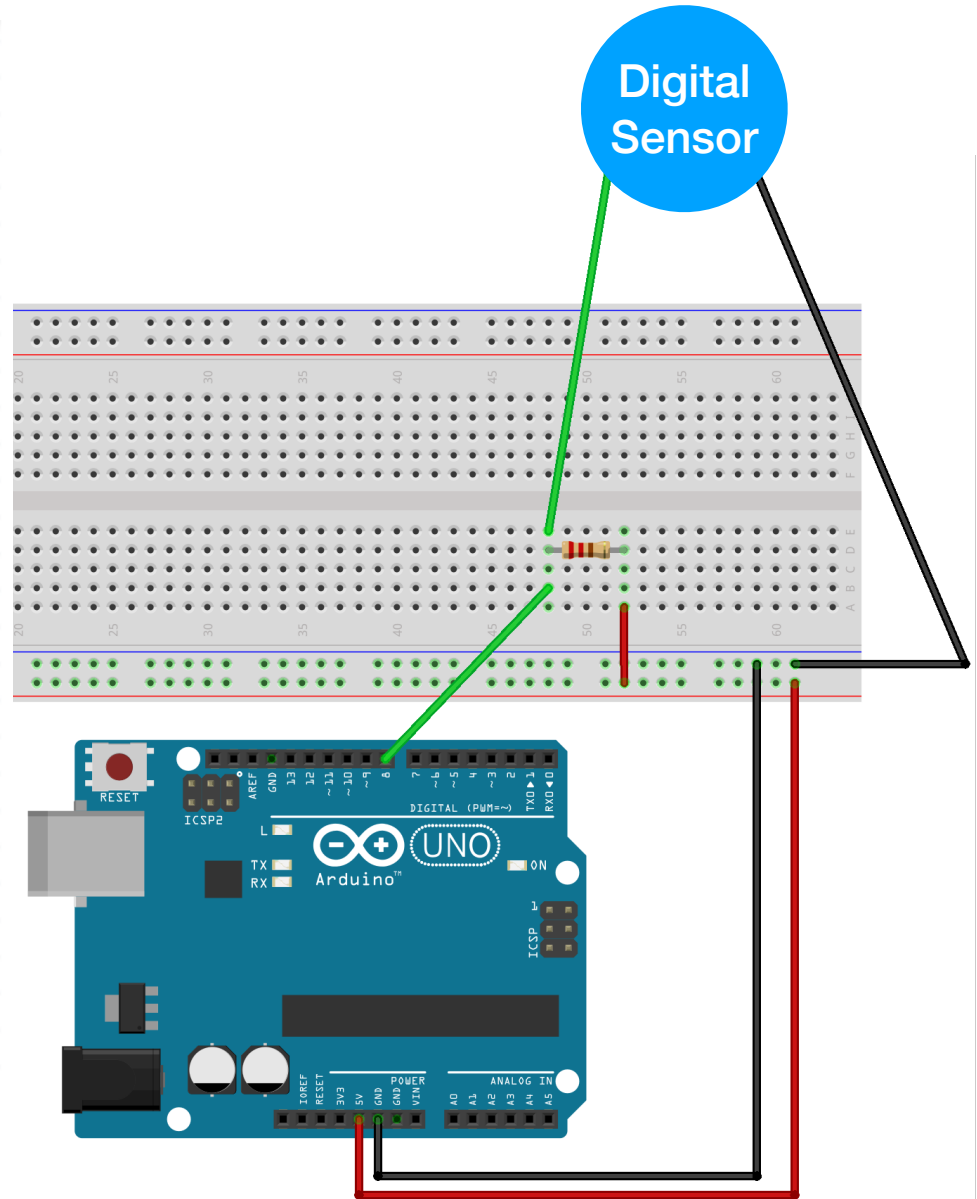 Digital
Sensor
20 25 30 35 40 45 50 55 60
J
H
G
F
E
D
C
B
A
20 25 30 35 40 45 50 55 60
RESET
ICSP2
AREF
GND
13
12
~11
~10
~9
8
7
~6
~5
4
~3
2
TX0▶1
RX0◀0
DIGITAL (PWM=~)
L
TX
RX
Arduino™
UNO
ON
1
ICSP
IOREF
RESET
3V3
5V
GND
GND
VIN
POWER
ANALOG IN
A0
A1
A2
A3
A4
A5